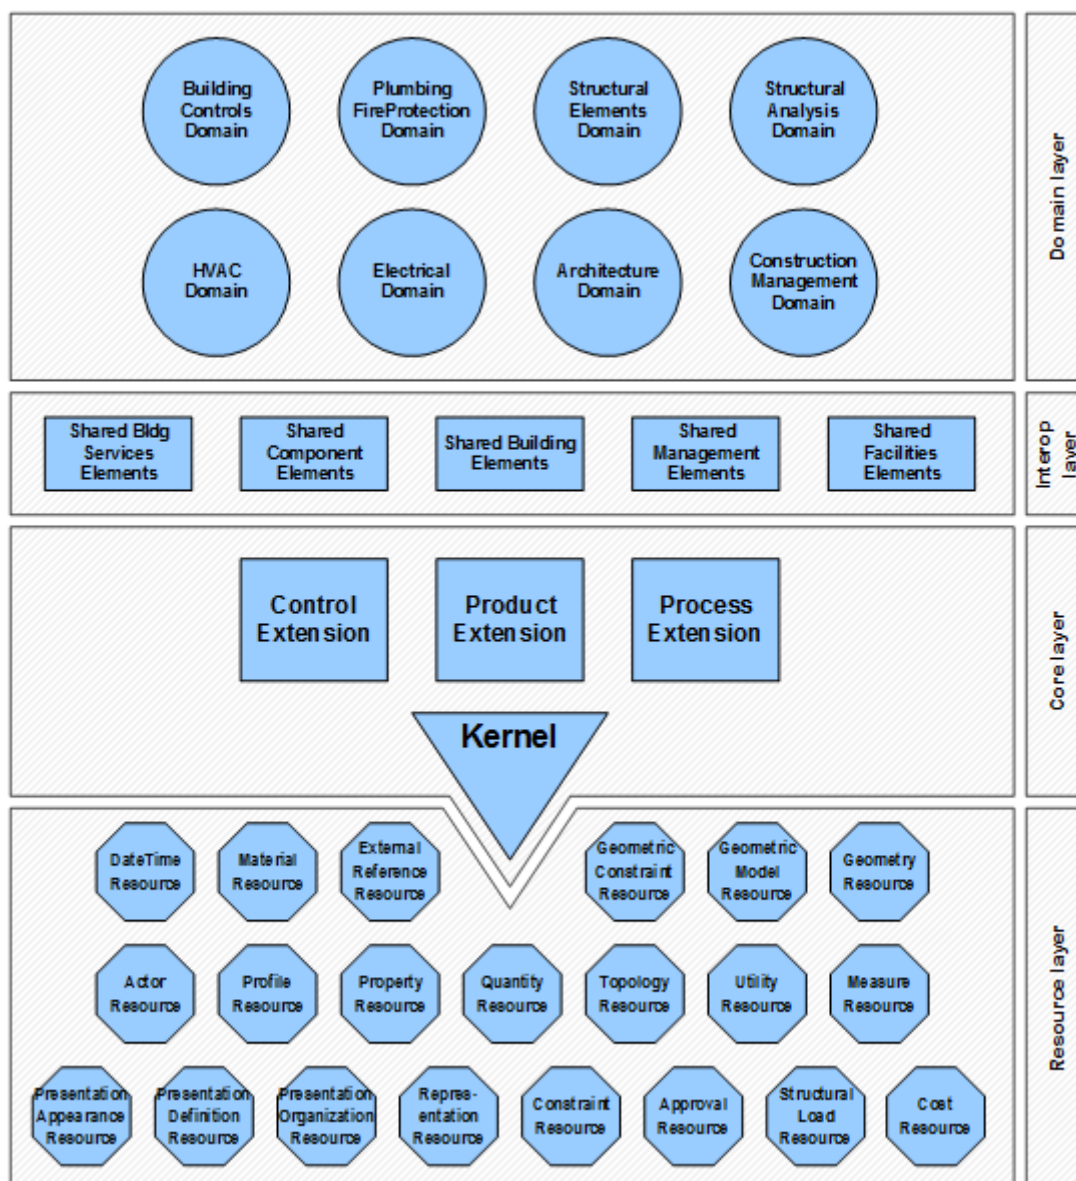 Building
Controls
Domain
Plumbing
FireProtection
Domain
Structural
Elements
Domain
Structural
Analysis
Domain
HVAC
Domain
Electrical
Domain
Architecture
Domain
Construction
Management
Domain
Domain layer
Shared Bldg
Services
Elements
Shared
Component
Elements
Shared Building
Elements
Shared
Management
Elements
Shared
Facilities
Elements
Interop
layer
Control
Extension
Product
Extension
Process
Extension
Kernel
Core layer
DateTime
Resource
Material
Resource
External
Reference
Resource
Geometric
Constraint
Resource
Geometric
Model
Resource
Geometry
Resource
Actor
Resource
Profile
Resource
Property
Resource
Quantity
Resource
Topology
Resource
Utility
Resource
Measure
Resource
Presentation
Appearance
Resource
Presentation
Definition
Resource
Presentation
Organization
Resource
Repres-
entation
Resource
Constraint
Resource
Approval
Resource
Structural
Load
Resource
Cost
Resource
Resource layer